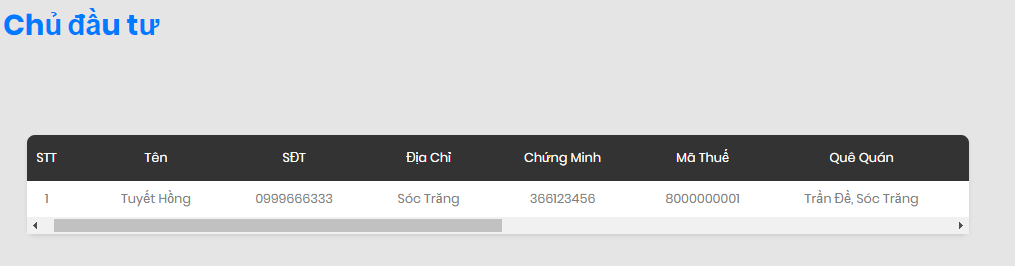 Chủ đầu tư
STT Tên SĐT Địa Chỉ Chứng Minh Mã Thuế Quê Quán
1 Tuyết Hồng 0999666333 Sóc Trăng 366123456 8000000001 Trần Đề, Sóc Trăng